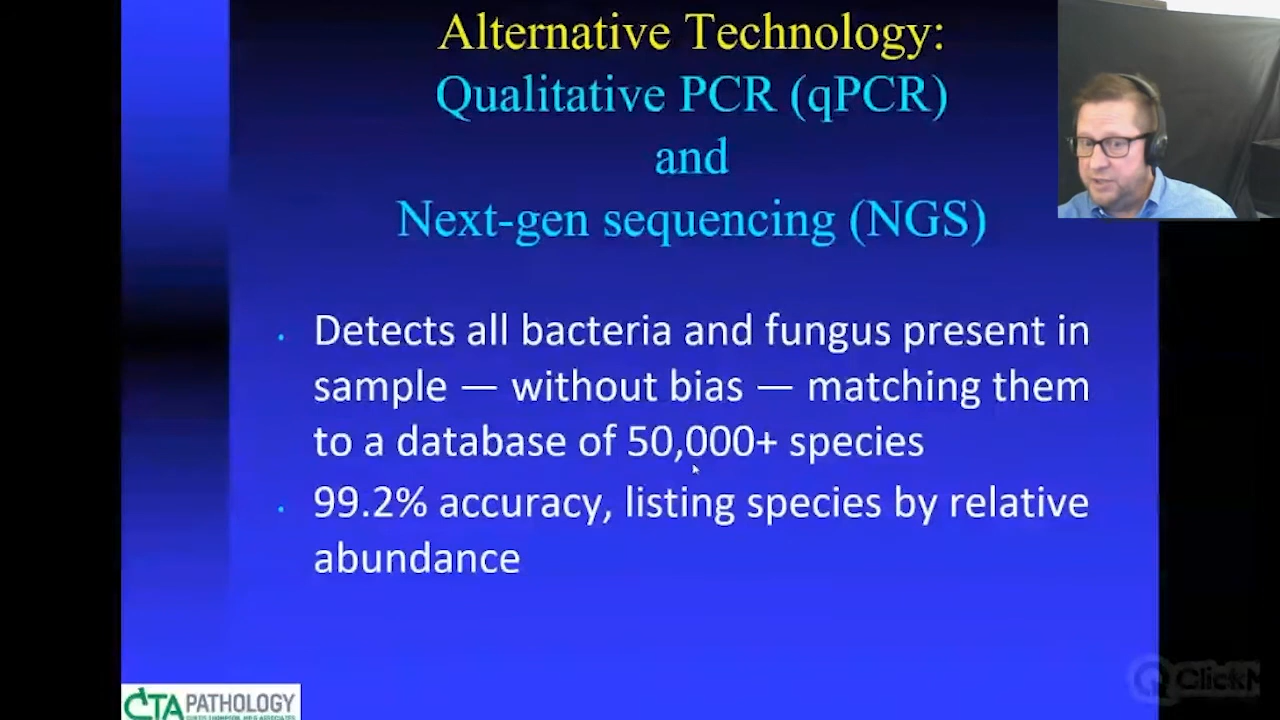 Alternative Technology:
Qualitative PCR (qPCR)
and
Next-gen sequencing (NGS)
• Detects all bacteria and fungus present in
sample — without bias — matching them
to a database of 50,000+ species
• 99.2% accuracy, listing species by relative
abundance
CTA PATHOLOGY